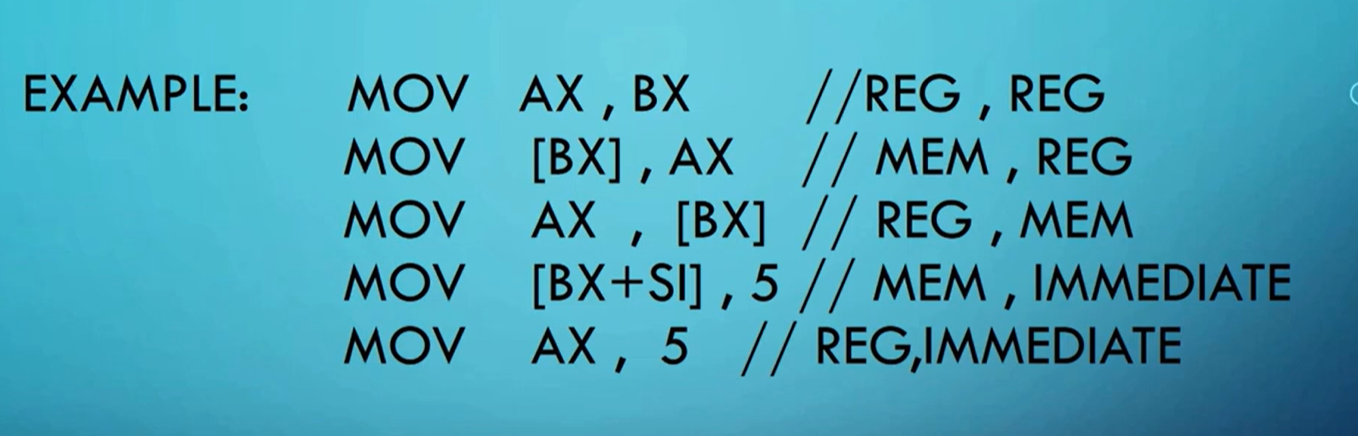 EXAMPLE: MOV AX , BX //REG , REG
MOV [BX] , AX // MEM , REG
MOV AX , [BX] // REG , MEM
MOV [BX+SI] , 5 // MEM , IMMEDIATE
MOV AX , 5 // REG,IMMEDIATE